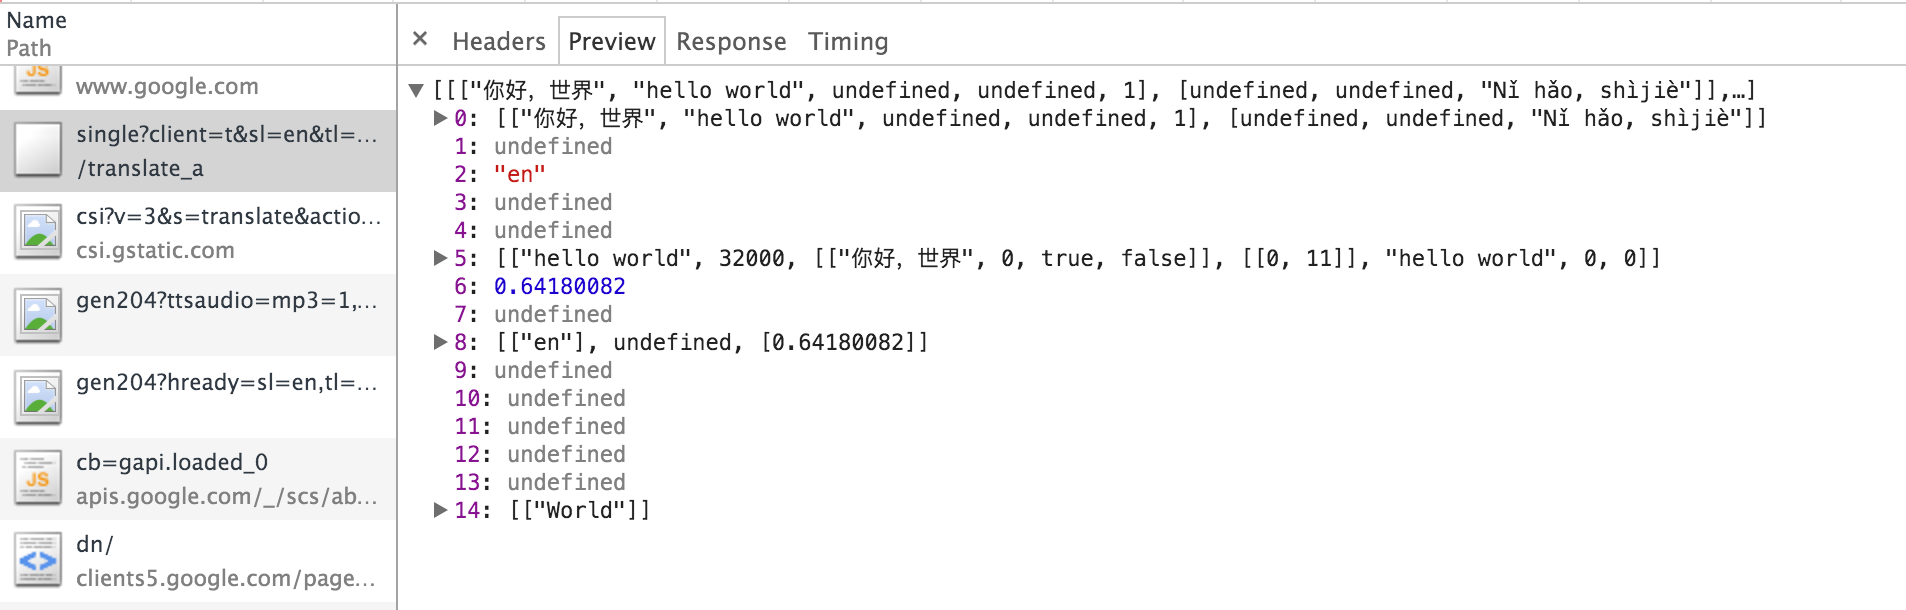 Name
Path
JS
www.google.com
single?client=t&sl=en&tl=...
/translate_a
csi?v=3&s=translate&actio...
csi.gstatic.com
gen204?ttsaudio=mp3=1,...
gen204?hready=sl=en,tl=...
JS
cb=gapi.loaded_0
apis.google.com/_/scs/ab...
dn/
clients5.google.com/page...
× Headers Preview Response Timing
▼[[["你好，世界", "hello world", undefined, undefined, 1], [undefined, undefined, "Nǐ hǎo, shìjiè"]],…]
▶0: [["你好，世界", "hello world", undefined, undefined, 1], [undefined, undefined, "Nǐ hǎo, shìjiè"]]
1: undefined
2: "en"
3: undefined
4: undefined
▶5: [["hello world", 32000, [["你好，世界", 0, true, false]], [[0, 11]], "hello world", 0, 0]]
6: 0.64180082
7: undefined
▶8: [["en"], undefined, [0.64180082]]
9: undefined
10: undefined
11: undefined
12: undefined
13: undefined
▶14: [["World"]]